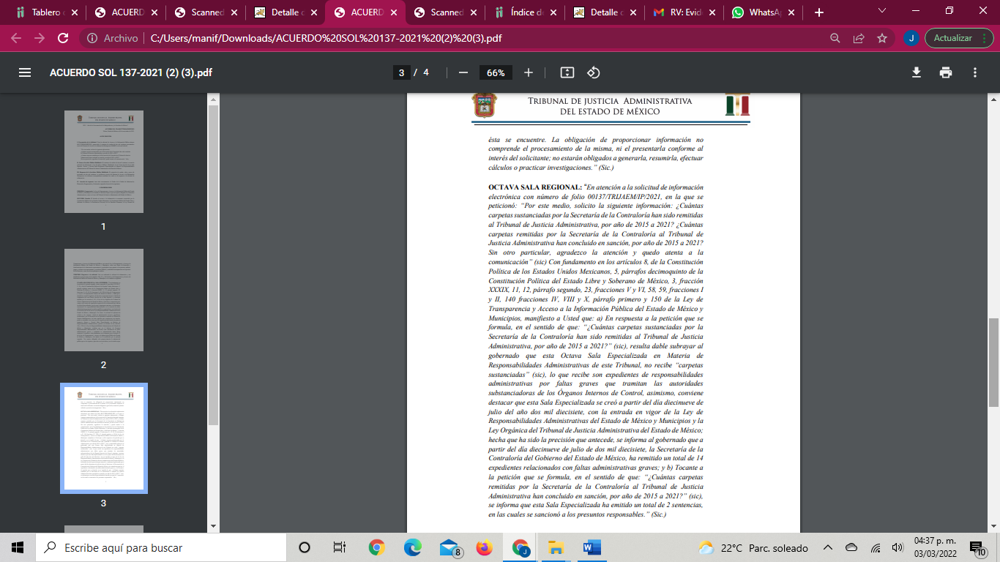 Tablero
ACUERD
Scanned
Detalle
ACUERD
Scanned
Índice d
Detalle
RV: Evid
WhatsA
Archivo
C:/Users/manif/Downloads/ACUERDO%20SOL%20137-2021%20(2)%20(3).pdf
J
Actualizar
ACUERDO SOL 137-2021 (2) (3).pdf
3 / 4
66%
1
2
3
TRIBUNAL DE JUSTICIA ADMINISTRATIVA
DEL ESTADO DE MÉXICO
ésta se encuentre. La obligación de proporcionar información no
comprende el procesamiento de la misma, ni el presentarla conforme al
interés del solicitante; no estarán obligados a generarla, resumirla, efectuar
cálculos o practicar investigaciones." (Sic.)
OCTAVA SALA REGIONAL: "En atención a la solicitud de información
electrónica con número de folio 00137/TRIJAEM/IP/2021, en la que se
peticionó: "Por este medio, solicito la siguiente información: ¿Cuántas
carpetas sustanciadas por la Secretaría de la Contraloría han sido remitidas
al Tribunal de Justicia Administrativa, por año de 2015 a 2021? ¿Cuántas
carpetas remitidas por la Secretaría de la Contraloría al Tribunal de
Justicia Administrativa han concluido en sanción, por año de 2015 a 2021?
Sin otro particular, agradezco la atención y quedo atenta a la
comunicación" (sic) Con fundamento en los artículos 8, de la Constitución
Política de los Estados Unidos Mexicanos, 5, párrafos decimoquinto de la
Constitución Política del Estado Libre y Soberano de México, 3, fracción
XXXIX, 11, 12, párrafo segundo, 23, fracciones V y VI, 58, 59, fracciones I
y II, 140 fracciones IV, VIII y X, párrafo primero y 150 de la Ley de
Transparencia y Acceso a la Información Pública del Estado de México y
Municipios, manifiesto a Usted que: a) En respuesta a la petición que se
formula, en el sentido de que: "¿Cuántas carpetas sustanciadas por la
Secretaría de la Contraloría han sido remitidas al Tribunal de Justicia
Administrativa, por año de 2015 a 2021?" (sic), resulta dable subrayar al
gobernado que esta Octava Sala Especializada en Materia de
Responsabilidades Administrativas de este Tribunal, no recibe "carpetas
sustanciadas" (sic), lo que recibe son expedientes de responsabilidades
administrativas por faltas graves que tramitan las autoridades
substanciadoras de los Órganos Internos de Control, asimismo, conviene
destacar que esta Sala Especializada se creó a partir del día diecinueve de
julio del año dos mil diecisiete, con la entrada en vigor de la Ley de
Responsabilidades Administrativas del Estado de México y Municipios y la
Ley Orgánica del Tribunal de Justicia Administrativa del Estado de México;
hecha que ha sido la precisión que antecede, se informa al gobernado que a
partir del día diecinueve de julio de dos mil diecisiete, la Secretaría de la
Contraloría del Gobierno del Estado de México, ha remitido un total de 14
expedientes relacionados con faltas administrativas graves; y b) Tocante a
la petición que se formula, en el sentido de que: "¿Cuántas carpetas
remitidas por la Secretaría de la Contraloría al Tribunal de Justicia
Administrativa han concluido en sanción, por año de 2015 a 2021?" (sic),
se informa que esta Sala Especializada ha emitido un total de 2 sentencias,
en las cuales se sancionó a los presuntos responsables." (Sic.)
Escribe aquí para buscar
8
J
22°C Parc. soleado
04:37 p. m.
03/03/2022
10